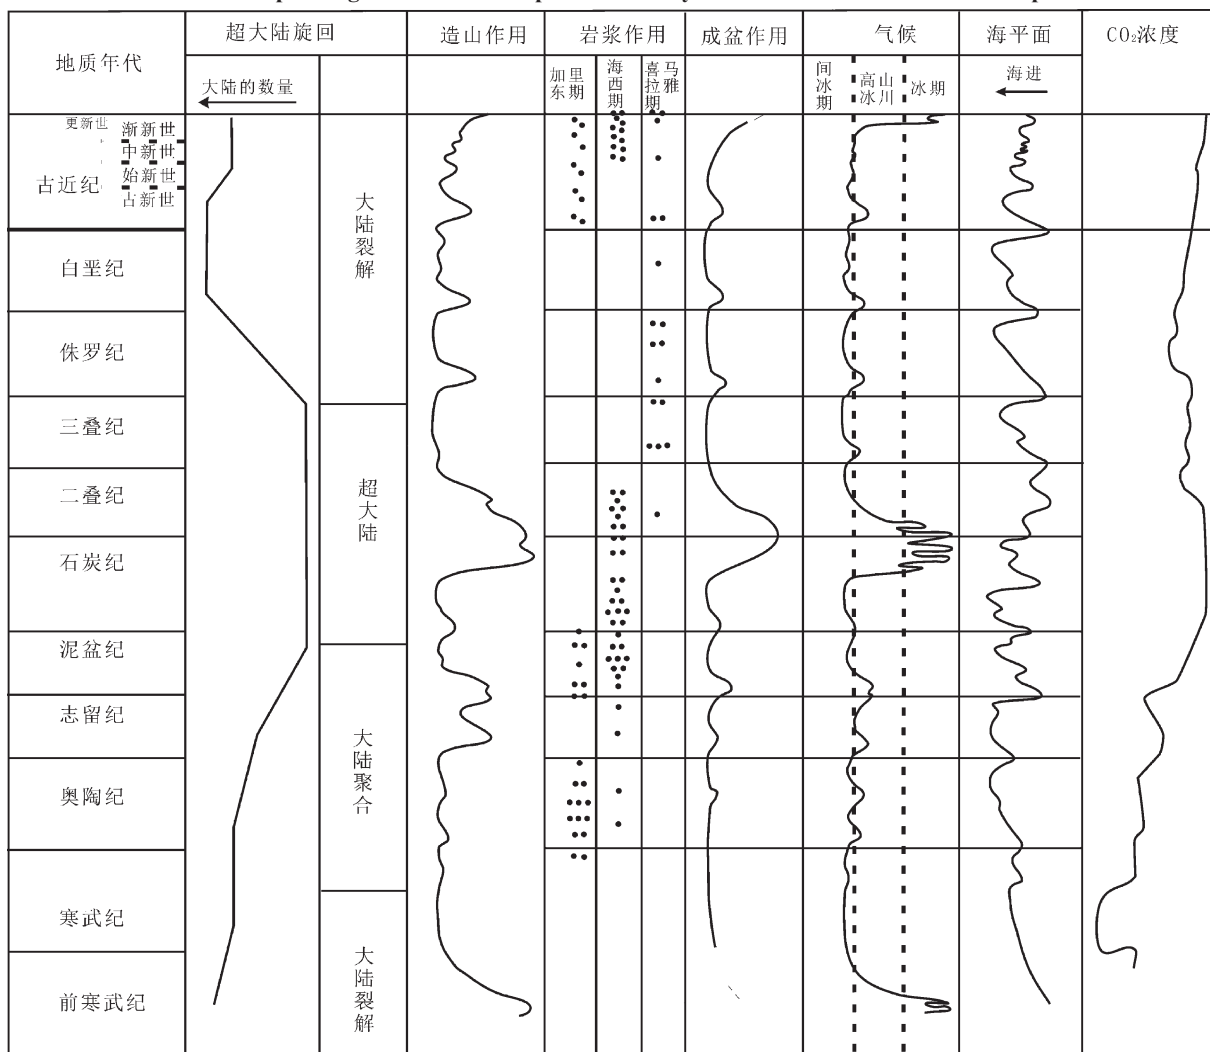 地质年代
超大陆旋回
造山作用
岩浆作用
成盆作用
气候
海平面
CO₂浓度
大陆的数量
加里
东期
海
西
期
喜马
拉雅
期
间
冰
期
高山
冰川
冰期
海进
更新世
渐新世
中新世
始新世
古近纪
古新世
白垩纪
侏罗纪
三叠纪
二叠纪
石炭纪
泥盆纪
志留纪
奥陶纪
寒武纪
前寒武纪
大
陆
裂
解
超
大
陆
大
陆
聚
合
大
陆
裂
解